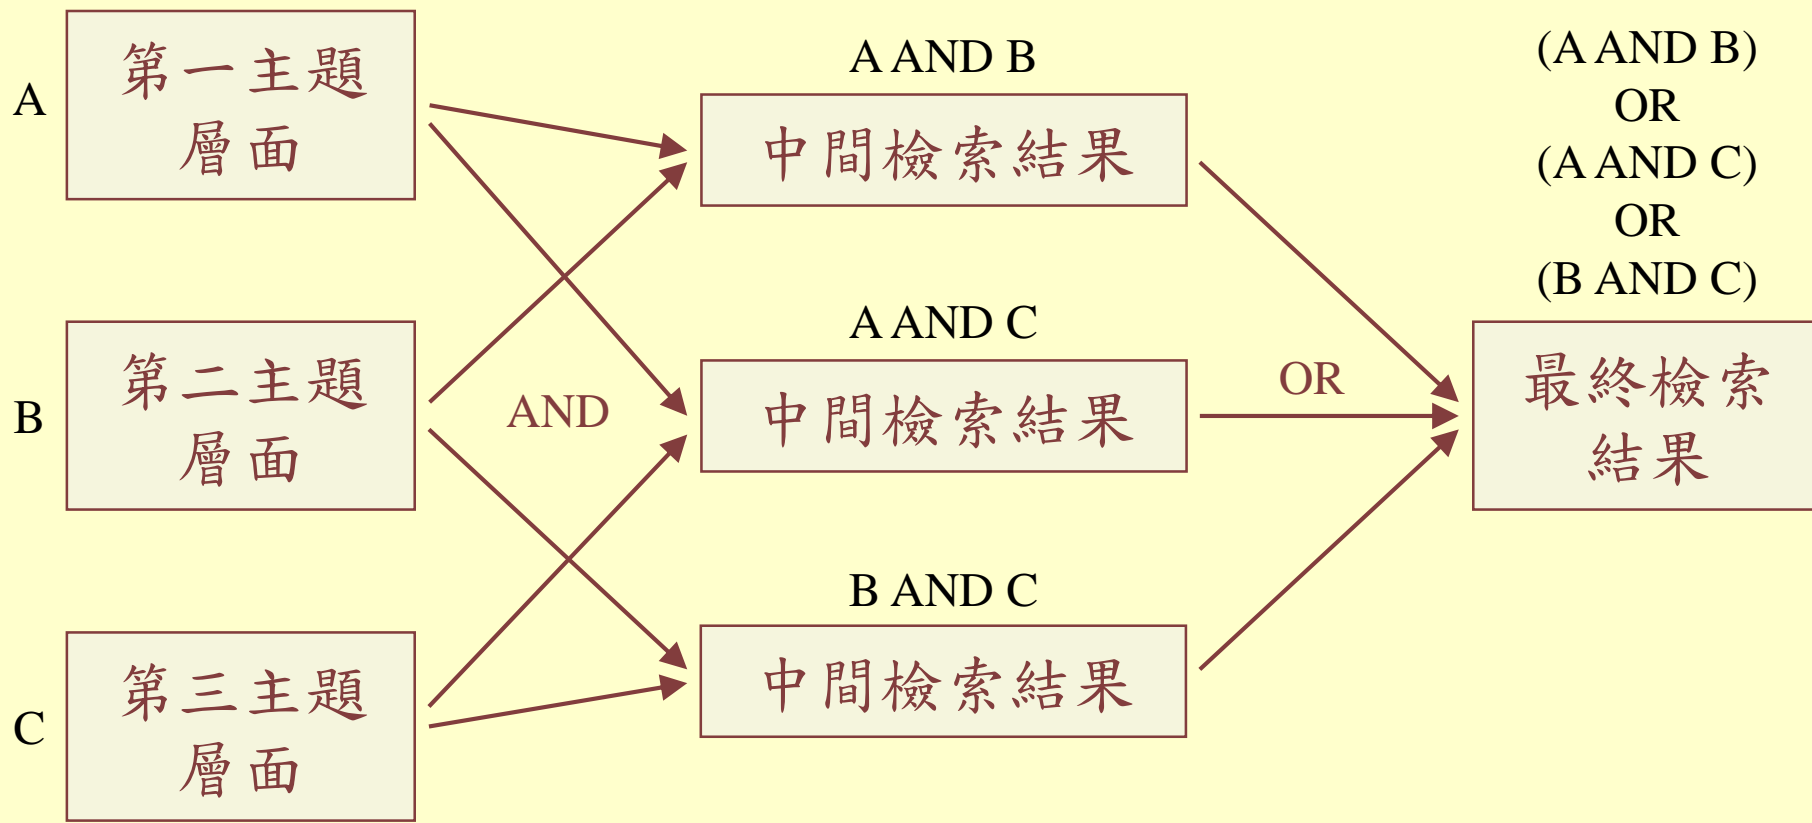 A
第一主題
層面
B
第二主題
層面
C
第三主題
層面
AND
A AND B
中間檢索結果
A AND C
中間檢索結果
B AND C
中間檢索結果
OR
(A AND B)
OR
(A AND C)
OR
(B AND C)
最終檢索
結果